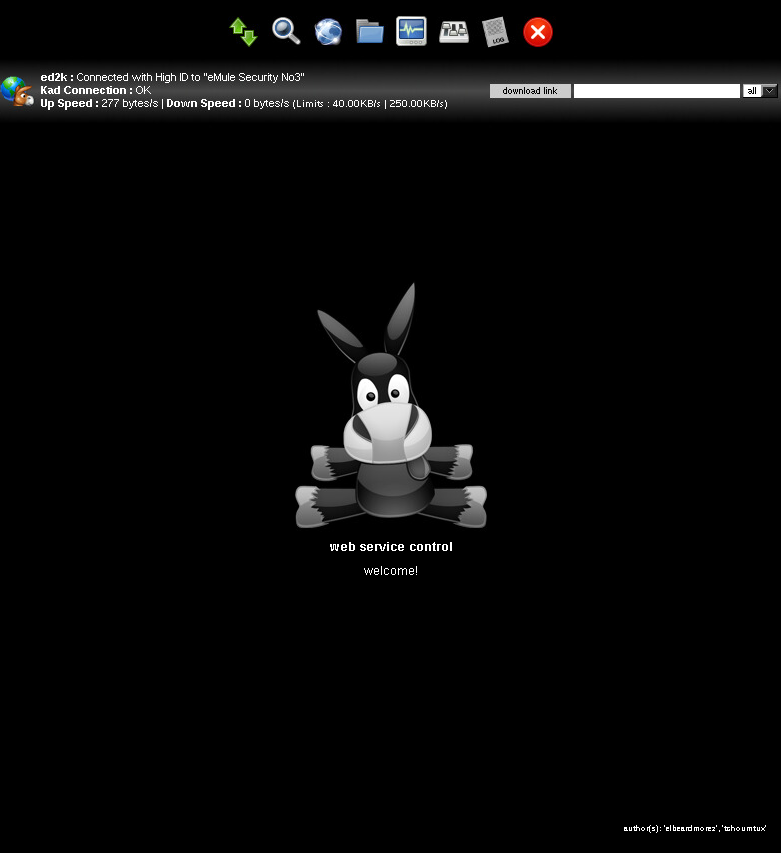 LOG
ed2k : Connected with High ID to "eMule Security No3"
Kad Connection : OK
Up Speed : 277 bytes/s | Down Speed : 0 bytes/s (Limits : 40.00KB/s | 250.00KB/s)
download link
all
web service control
welcome!
author(s): 'elbeardmorez', 'tchoumtux'